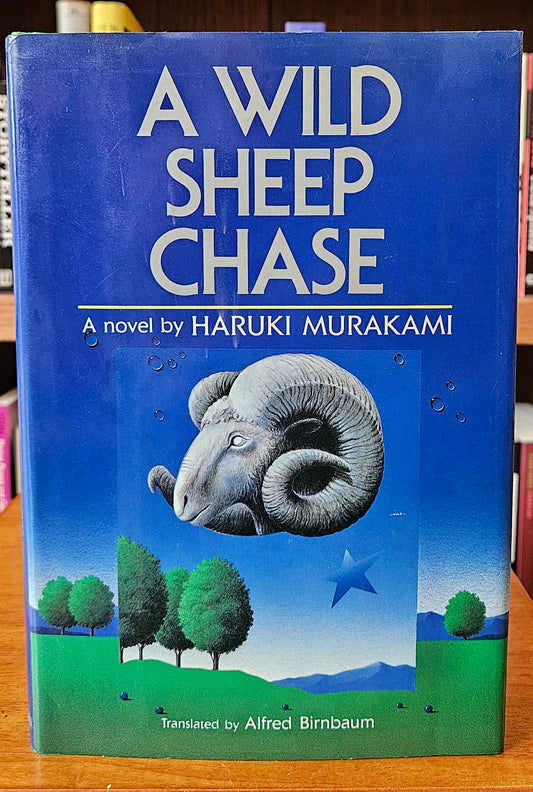 A WILD
SHEEP
CHASE
A novel by HARUKI MURAKAMI
Translated by Alfred Birnbaum